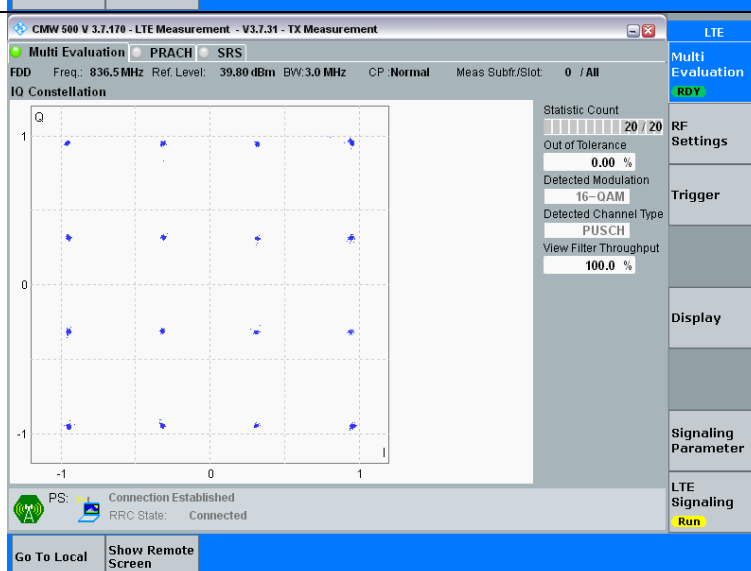 CMW 500 V 3.7.170 - LTE Measurement - V3.7.31 - TX Measurement
Multi Evaluation PRACH SRS
FDD Freq.: 836.5 MHz Ref. Level: 39.80 dBm BW: 3.0 MHz CP : Normal Meas Subfr./Slot: 0 / All
IQ Constellation
Q
1
0
-1
I
-1 0 1
Statistic Count
20 / 20
Out of Tolerance
0.00 %
Detected Modulation
16-QAM
Detected Channel Type
PUSCH
View Filter Throughput
100.0 %
PS: Connection Established
RRC State: Connected
LTE
Multi
Evaluation
RDY
RF
Settings
Trigger
Display
Signaling
Parameter
LTE
Signaling
Run
Go To Local
Show Remote
Screen